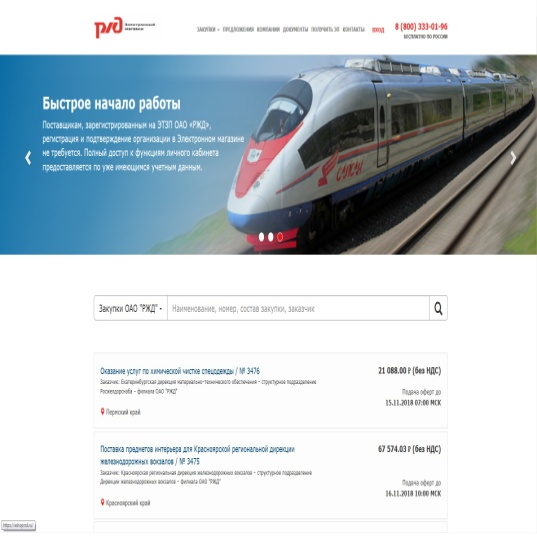 ржд Электронный магазин
ЗАКУПКИ ПРЕДЛОЖЕНИЯ КОМПАНИИ ДОКУМЕНТЫ ПОЛУЧИТЬ ЭП КОНТАКТЫ ВХОД 8 (800) 333-01-96
БЕСПЛАТНО ПО РОССИИ
Быстрое начало работы
Поставщикам, зарегистрированным на ЭТЗП ОАО «РЖД»,
регистрация и подтверждение организации в Электронном магазине
не требуется. Полный доступ к функциям личного кабинета
предоставляется по уже имеющимся учетным данным.
САПСАН
Закупки ОАО "РЖД" Наименование, номер, состав закупки, заказчик
Оказание услуг по химической чистке спецодежды / № 3476 21 088.00 ₽ (без НДС)
Заказчик: Екатеринбургская дирекция материально-технического обеспечения – структурное подразделение
Росжелдорснаба – филиала ОАО "РЖД"
Подача оферт до
15.11.2018 07:00 МСК
Пермский край
Поставка предметов интерьера для Красноярской региональной дирекции 67 574.03 ₽ (без НДС)
железнодорожных вокзалов / № 3475
Заказчик: Красноярская региональная дирекция железнодорожных вокзалов – структурное подразделение
Дирекции железнодорожных вокзалов – филиала ОАО "РЖД"
Подача оферт до
16.11.2018 10:00 МСК
Красноярский край